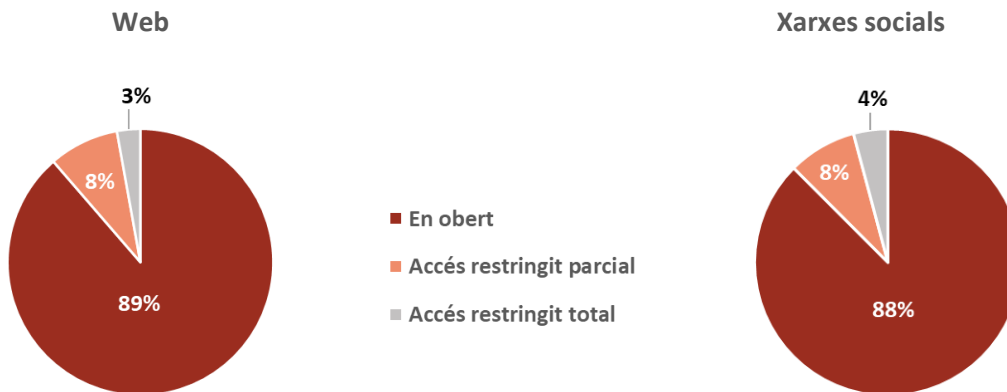 Web
Xarxes socials
3%
8%
89%
En obert
Accés restringit parcial
Accés restringit total
4%
8%
88%